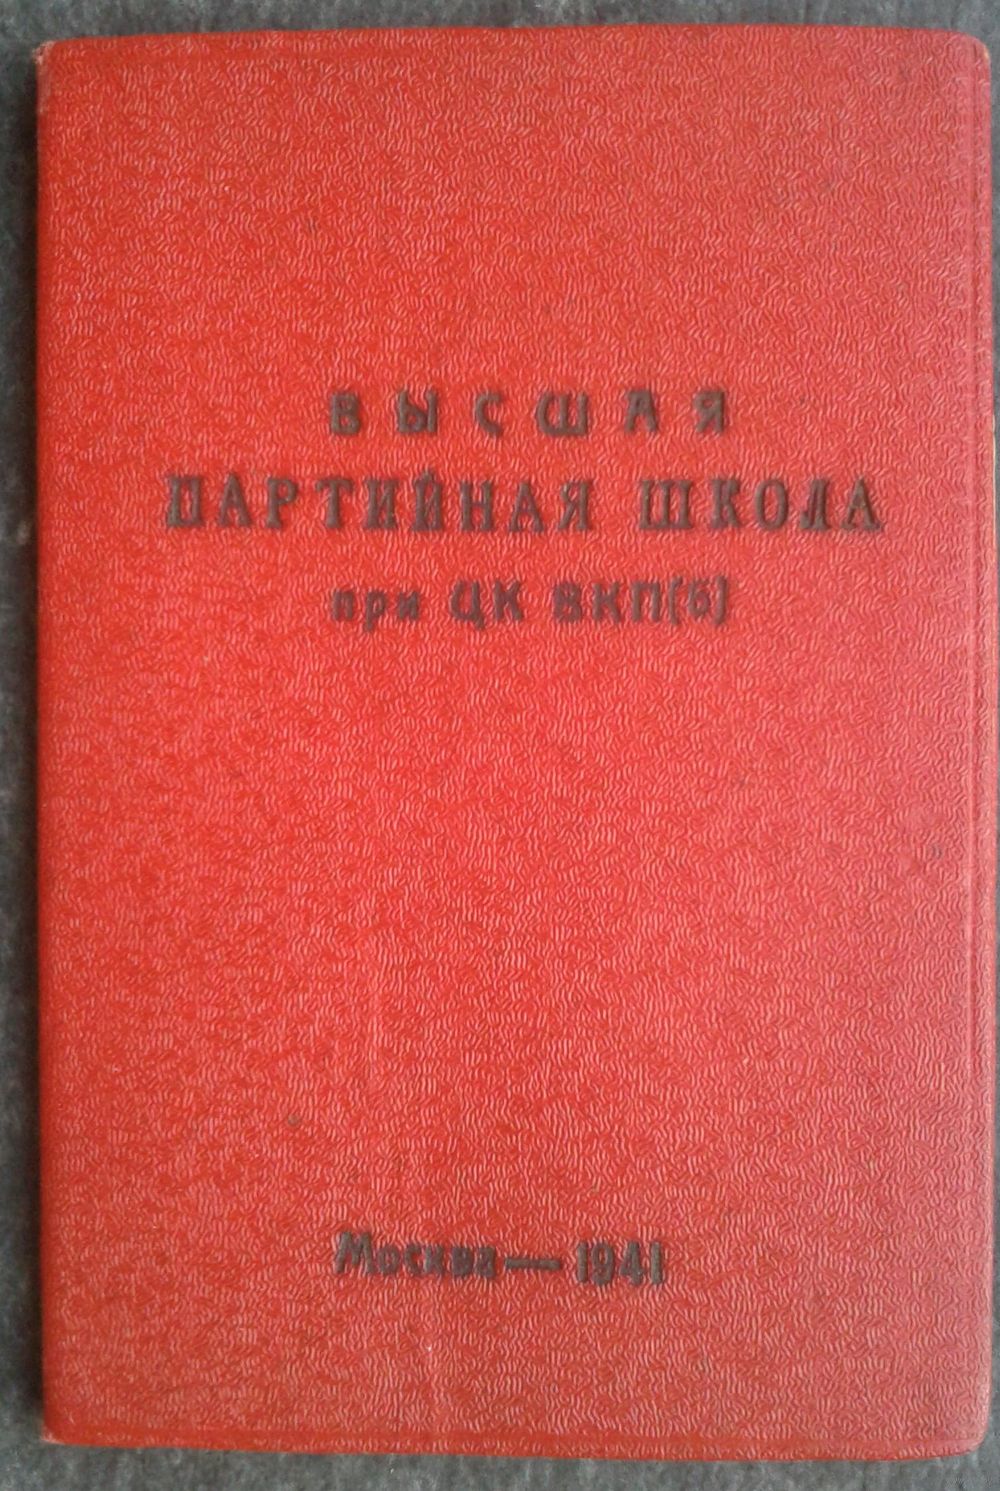 ВЫСШАЯ
ПАРТИЙНАЯ ШКОЛА
при ЦК ВКП(б)
Москва — 1941